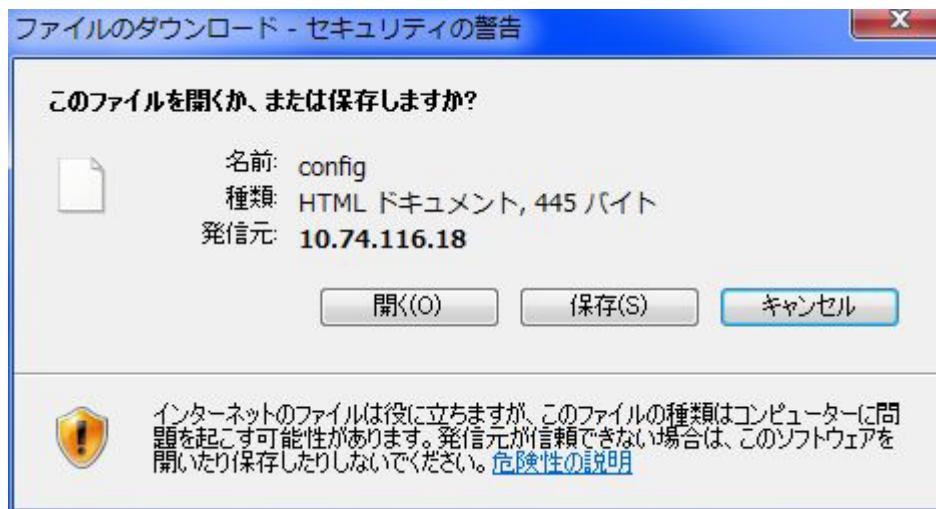 ファイルのダウンロード - セキュリティの警告
このファイルを開くか、または保存しますか?
名前: config
種類: HTML ドキュメント, 445 バイト
発信元: 10.74.116.18
開く(O) 保存(S) キャンセル
インターネットのファイルは役に立ちますが、このファイルの種類はコンピューターに問
題を起こす可能性があります。発信元が信頼できない場合は、このソフトウェアを
開いたり保存したりしないでください。危険性の説明